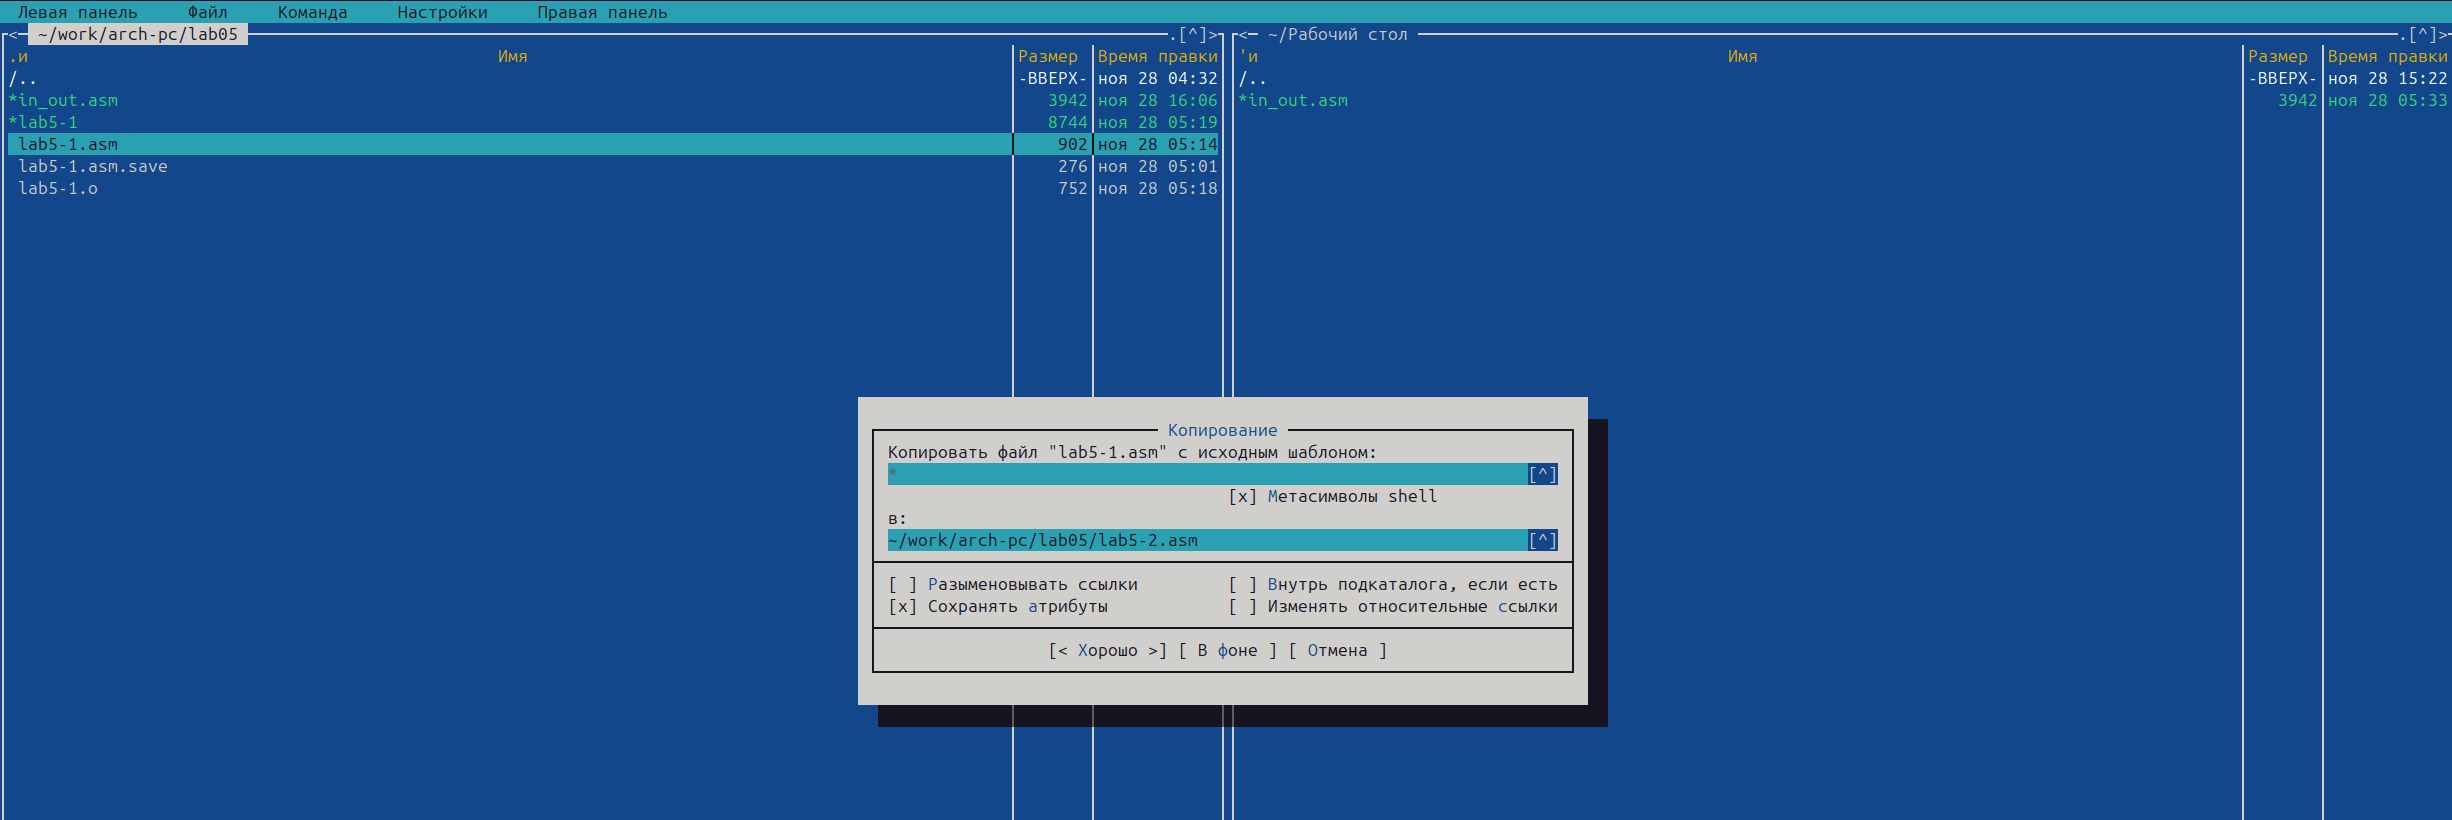 Левая панель Файл Команда Настройки Правая панель
<- ~/work/arch-pc/lab05 .[^]> <- ~/Рабочий стол .[^]>
.и Имя Размер Время правки 'и Имя Размер Время правки
/.. -ВВЕРХ- ноя 28 04:32 /.. -ВВЕРХ- ноя 28 15:22
*in_out.asm 3942 ноя 28 16:06 *in_out.asm 3942 ноя 28 05:33
*lab5-1 8744 ноя 28 05:19
lab5-1.asm 902 ноя 28 05:14
lab5-1.asm.save 276 ноя 28 05:01
lab5-1.o 752 ноя 28 05:18
Копирование
Копировать файл "lab5-1.asm" с исходным шаблоном:
* [^]
[x] Метасимволы shell
в:
~/work/arch-pc/lab05/lab5-2.asm [^]
[ ] Разыменовывать ссылки [ ] Внутрь подкаталога, если есть
[x] Сохранять атрибуты [ ] Изменять относительные ссылки
[< Хорошо >] [ В фоне ] [ Отмена ]